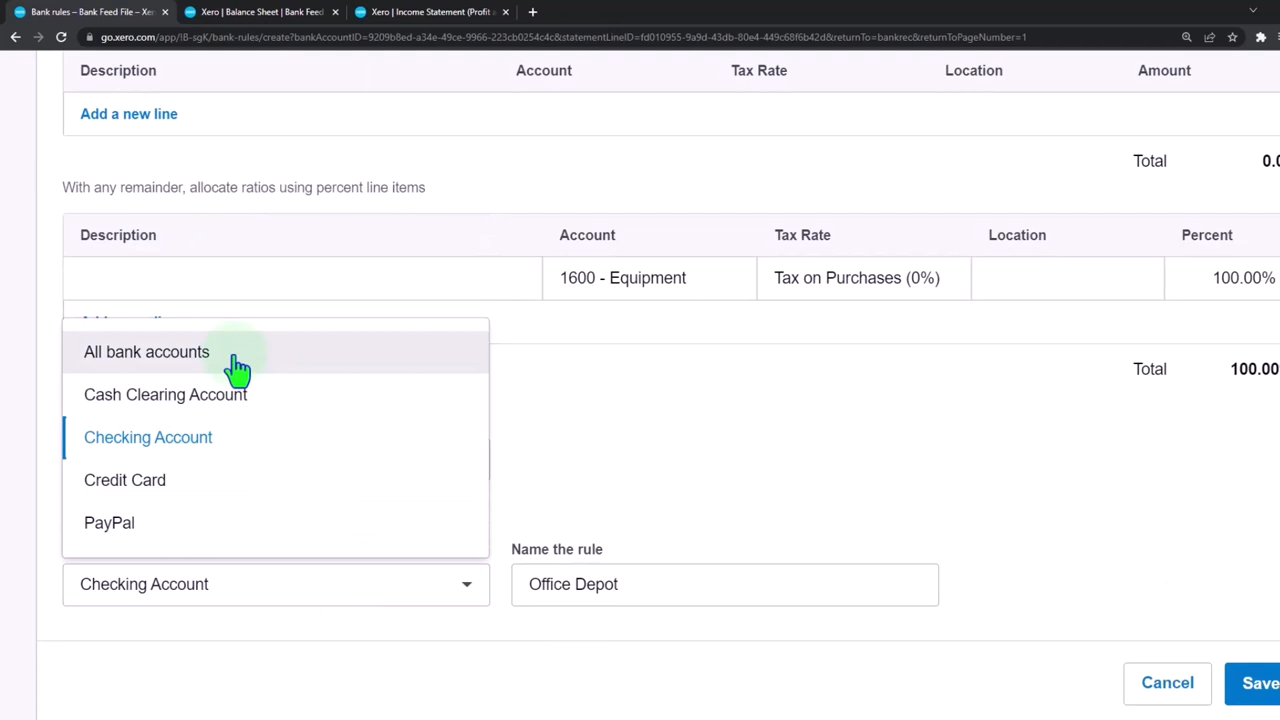 Bank rules – Bank Feed File – Xer
Xero | Balance Sheet | Bank Feed
Xero | Income Statement (Profit
go.xero.com/app/!B-sgK/bank-rules/create?bankAccountID=9209b8ed-a34e-49ce-9966-223cb0254c4c&statementLineID=fd010955-9a9d-43db-80e4-449c68f6b42d&returnTo=bankrec&returnToPageNumber=1
Description Account Tax Rate Location Amount
Add a new line
Total 0.0
With any remainder, allocate ratios using percent line items
Description Account Tax Rate Location Percent
1600 - Equipment Tax on Purchases (0%) 100.00%
All bank accounts
Total 100.00
Cash Clearing Account
Checking Account
Credit Card
PayPal
Name the rule
Checking Account Office Depot
Cancel Save